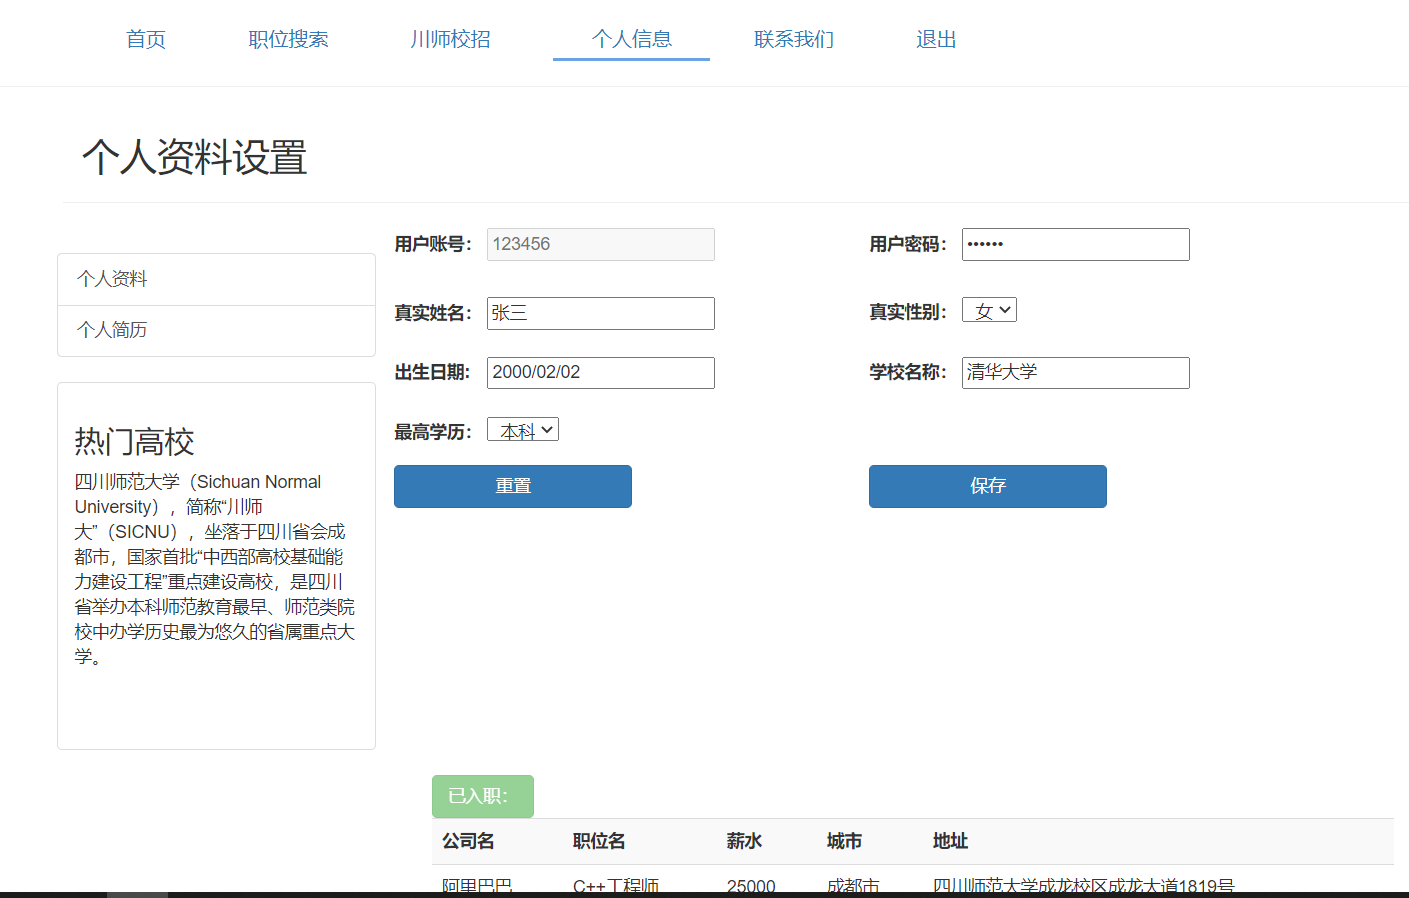 首页 职位搜索 川师校招 个人信息 联系我们 退出
个人资料设置
个人资料
个人简历
热门高校
四川师范大学（Sichuan Normal
University），简称“川师
大”（SICNU），坐落于四川省会成
都市，国家首批“中西部高校基础能
力建设工程”重点建设高校，是四川
省举办本科师范教育最早、师范类院
校中办学历史最为悠久的省属重点大
学。
用户账号： 123456 用户密码： ••••••
真实姓名： 张三 真实性别： 女
出生日期: 2000/02/02 学校名称： 清华大学
最高学历： 本科
重置 保存
已入职：
公司名 职位名 薪水 城市 地址
阿里巴巴 C++工程师 25000 成都市 四川师范大学成龙校区成龙大道1819号